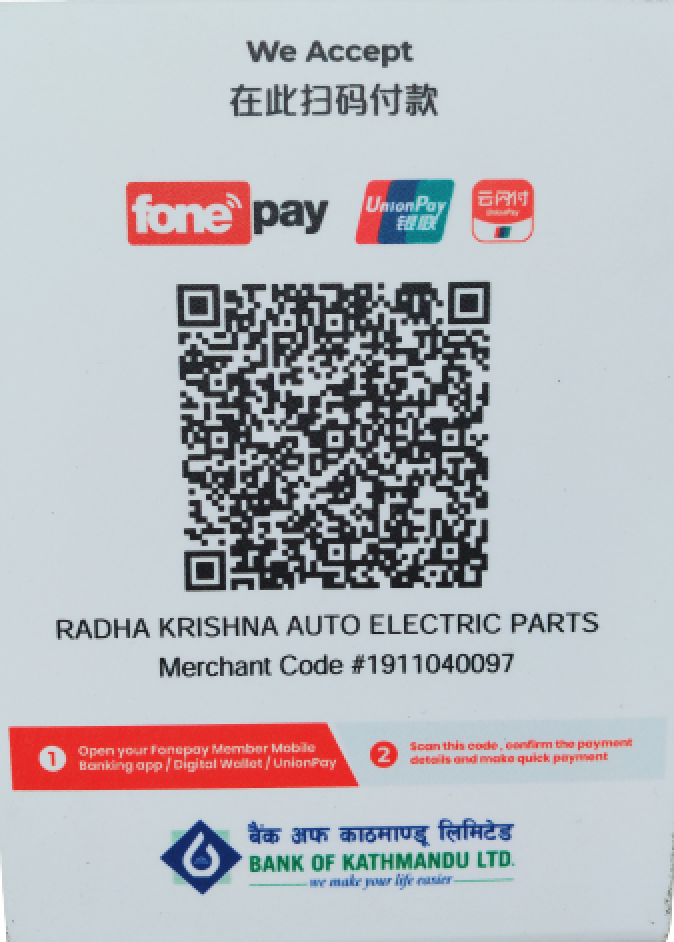 We Accept
在此扫码付款
fonepay
UnionPay
银联
云闪付
UnionPay
RADHA KRISHNA AUTO ELECTRIC PARTS
Merchant Code #1911040097
1 Open your Fonepay Member Mobile
Banking app / Digital Wallet / UnionPay
2 Scan this code, confirm the payment
details and make quick payment
बैंक अफ काठमाण्डू लिमिटेड
BANK OF KATHMANDU LTD.
we make your life easier